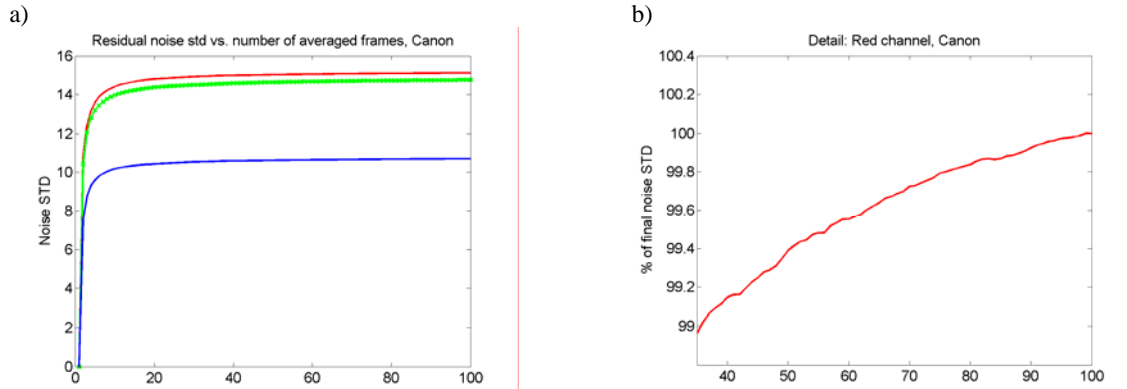 a)
Residual noise std vs. number of averaged frames, Canon
Noise STD
16
14
12
10
8
6
4
2
0
0 20 40 60 80 100
b)
Detail: Red channel, Canon
% of final noise STD
100.4
100.2
100
99.8
99.6
99.4
99.2
99
40 50 60 70 80 90 100